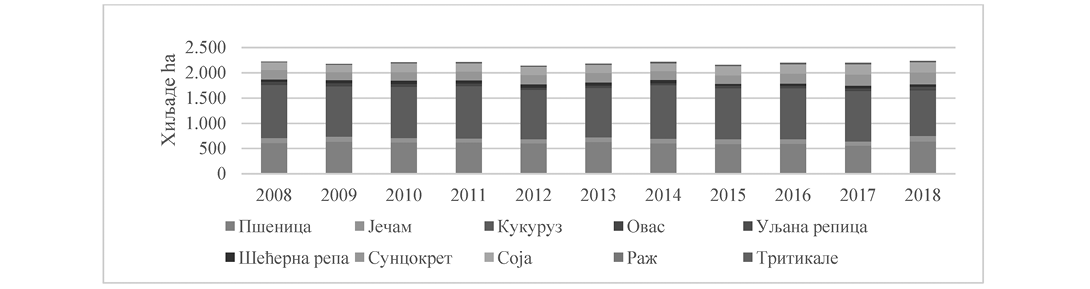 Хиљаде ha
2.500
2.000
1.500
1.000
500
0
2008 2009 2010 2011 2012 2013 2014 2015 2016 2017 2018
Пшеница Јечам Кукуруз Овас Уљана репица
Шећерна репа Сунцокрет Соја Раж Тритикале